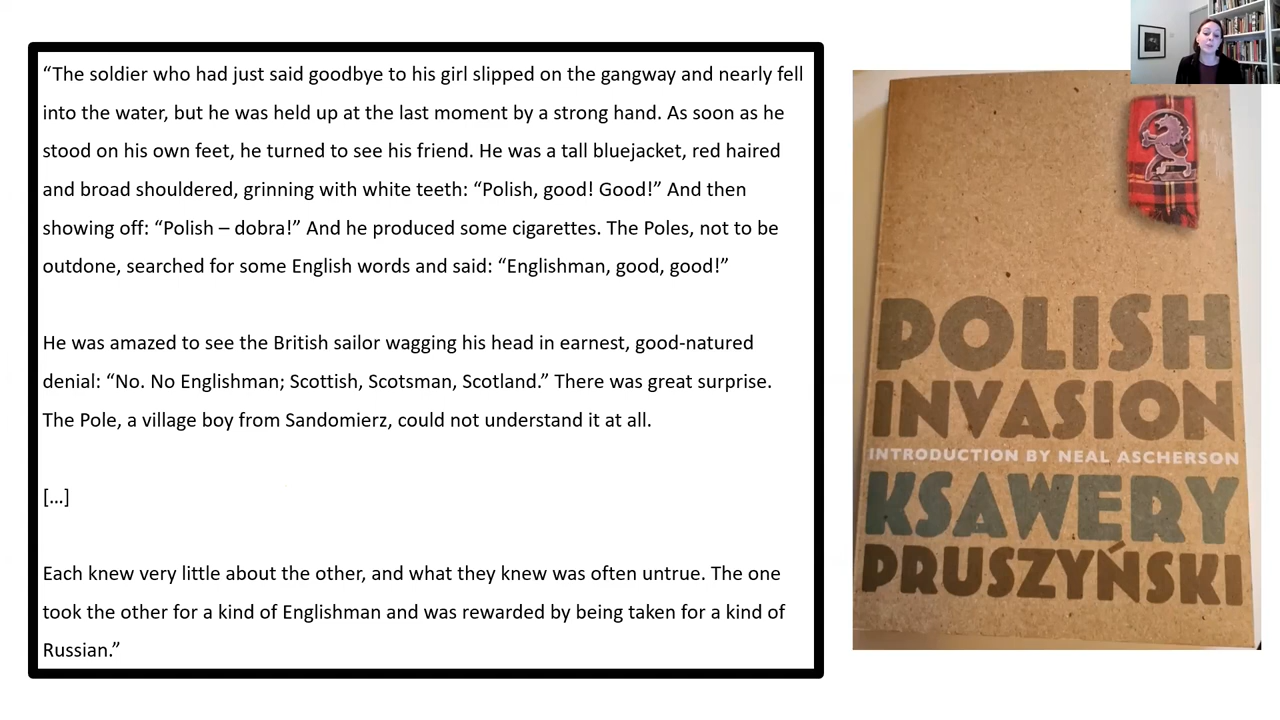 “The soldier who had just said goodbye to his girl slipped on the gangway and nearly fell
into the water, but he was held up at the last moment by a strong hand. As soon as he
stood on his own feet, he turned to see his friend. He was a tall bluejacket, red haired
and broad shouldered, grinning with white teeth: “Polish, good! Good!” And then
showing off: “Polish – dobra!” And he produced some cigarettes. The Poles, not to be
outdone, searched for some English words and said: “Englishman, good, good!”
He was amazed to see the British sailor wagging his head in earnest, good-natured
denial: “No. No Englishman; Scottish, Scotsman, Scotland.” There was great surprise.
The Pole, a village boy from Sandomierz, could not understand it at all.
[…]
Each knew very little about the other, and what they knew was often untrue. The one
took the other for a kind of Englishman and was rewarded by being taken for a kind of
Russian.”
POLISH
INVASION
INTRODUCTION BY NEAL ASCHERSON
KSAWERY
PRUSZYŃSKI